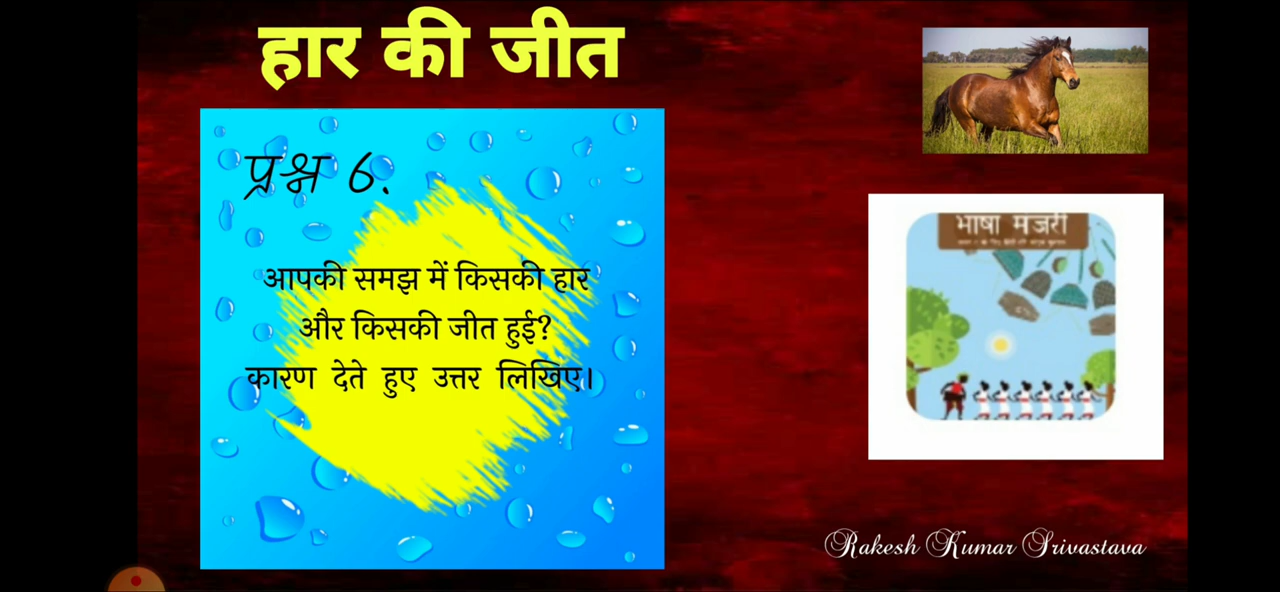 हार की जीत
प्रश्न 6.
आपकी समझ में किसकी हार
और किसकी जीत हुई?
कारण देते हुए उत्तर लिखिए।
भाषा मंजरी
Rakesh Kumar Srivastava